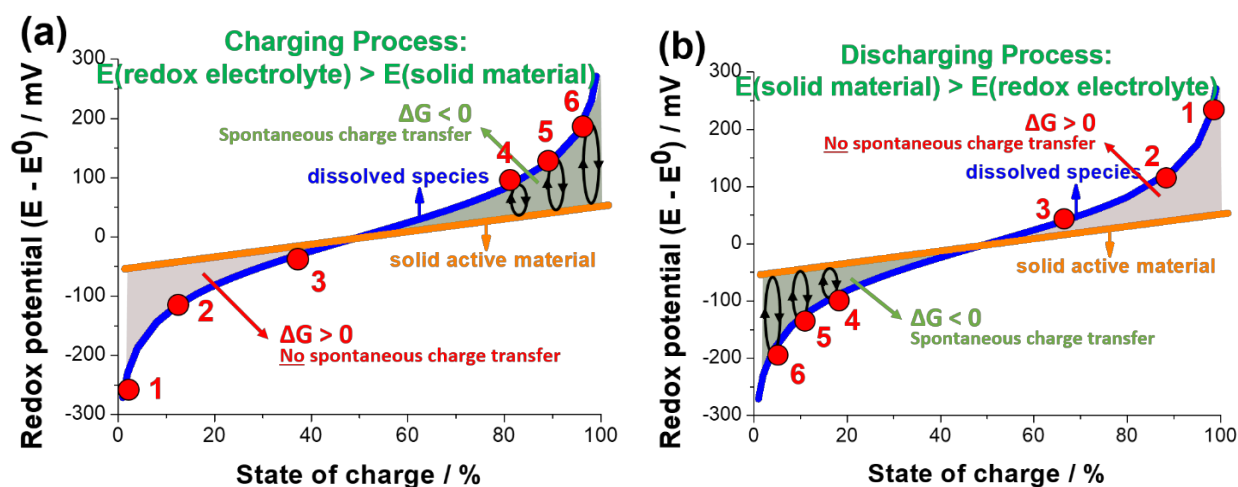 (a)
Charging Process:
E(redox electrolyte) > E(solid material)
Redox potential (E - E⁰) / mV
300
200
100
0
-100
-200
-300
ΔG < 0
Spontaneous charge transfer
6
5
4
dissolved species
solid active material
3
2
1
ΔG > 0
No spontaneous charge transfer
0 20 40 60 80 100
State of charge / %
(b)
Discharging Process:
E(solid material) > E(redox electrolyte)
Redox potential (E - E⁰) / mV
300
200
100
0
-100
-200
-300
ΔG > 0
No spontaneous charge transfer
1
2
3
dissolved species
solid active material
4
5
6
ΔG < 0
Spontaneous charge transfer
0 20 40 60 80 100
State of charge / %